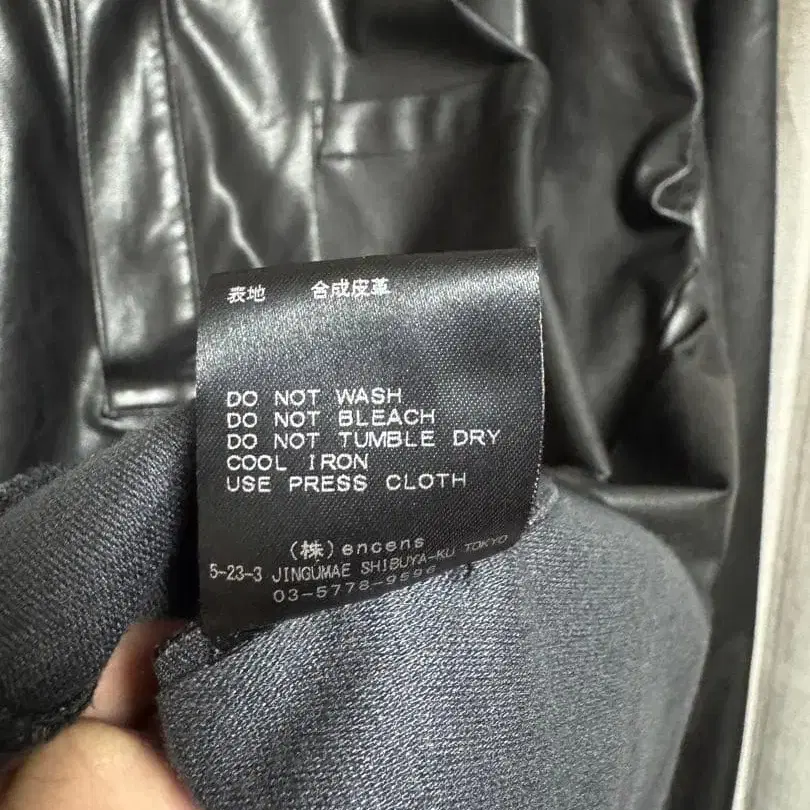 表地 合成皮革
DO NOT WASH
DO NOT BLEACH
DO NOT TUMBLE DRY
COOL IRON
USE PRESS CLOTH
(株)encens
5-23-3 JINGUMAE SHIBUYA-KU TOKYO
03-5778-9596